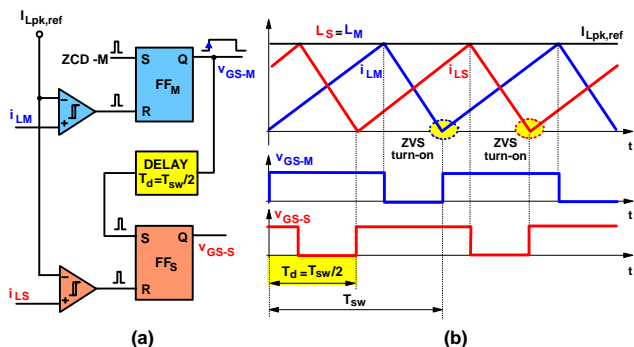 I_Lpk,ref
ZCD -M
S
Q
FF_M
R
v_GS-M
i_LM
DELAY
T_d=T_sw/2
S
Q
FF_S
R
v_GS-S
i_LS
(a)
L_S=L_M
I_Lpk,ref
i_LM
i_LS
ZVS
turn-on
ZVS
turn-on
t
v_GS-M
t
v_GS-S
t
T_d=T_sw/2
T_sw
(b)